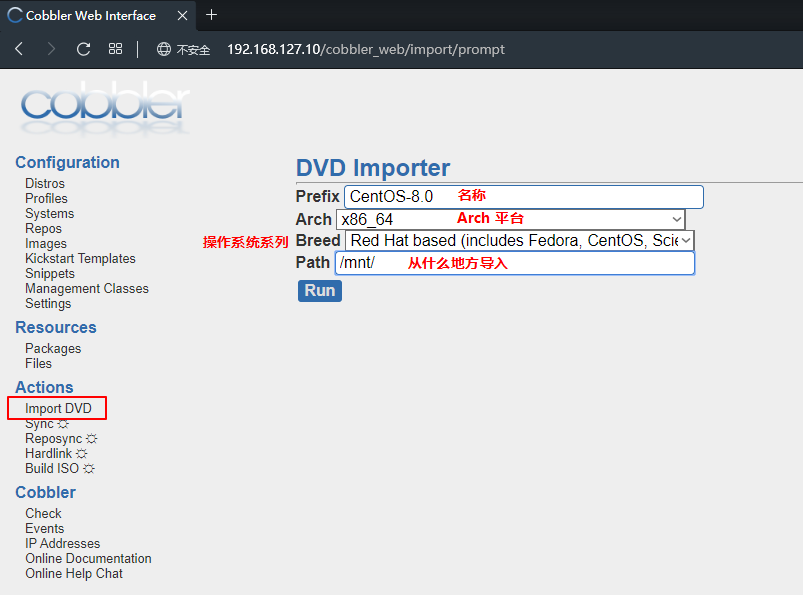 Cobbler Web Interface
不安全 192.168.127.10/cobbler_web/import/prompt
cobbler
Configuration
Distros
Profiles
Systems
Repos
Images
Kickstart Templates
Snippets
Management Classes
Settings
Resources
Packages
Files
Actions
Import DVD
Sync
Reposync
Hardlink
Build ISO
Cobbler
Check
Events
IP Addresses
Online Documentation
Online Help Chat
DVD Importer
Prefix CentOS-8.0 名称
Arch x86_64 Arch 平台
操作系统系列 Breed Red Hat based (includes Fedora, CentOS, Scie
Path /mnt/ 从什么地方导入
Run